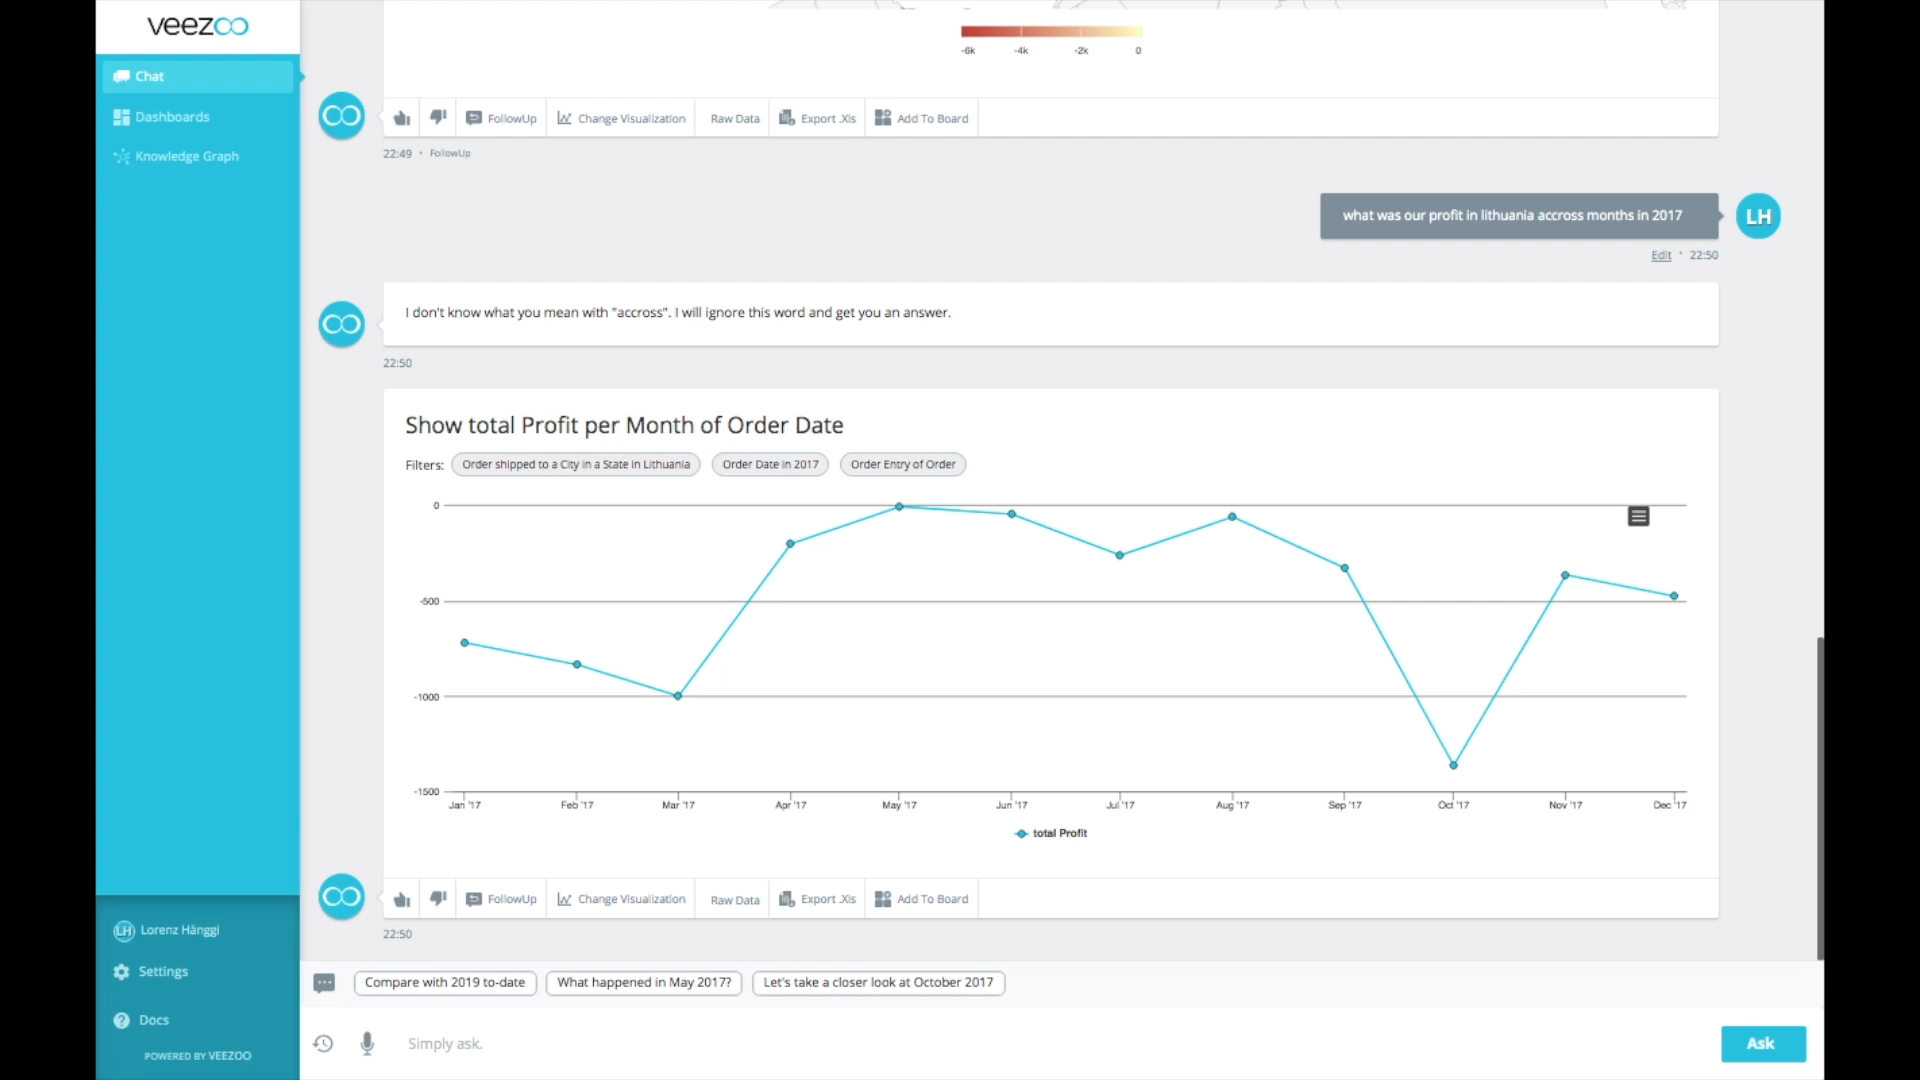 veezoo
Chat
Dashboards
Knowledge Graph
-6k -4k -2k 0
FollowUp Change Visualization Raw Data Export .Xls Add To Board
22:49 • FollowUp
what was our profit in lithuania accross months in 2017
LH
Edit • 22:50
I don't know what you mean with "accross". I will ignore this word and get you an answer.
22:50
Show total Profit per Month of Order Date
Filters: Order shipped to a City in a State in Lithuania Order Date in 2017 Order Entry of Order
0
-500
-1000
-1500
Jan '17 Feb '17 Mar '17 Apr '17 May '17 Jun '17 Jul '17 Aug '17 Sep '17 Oct '17 Nov '17 Dec '17
total Profit
FollowUp Change Visualization Raw Data Export .Xls Add To Board
22:50
LH Lorenz Hänggi
Settings
Docs
POWERED BY VEEZOO
Compare with 2019 to-date What happened in May 2017? Let's take a closer look at October 2017
Simply ask.
Ask